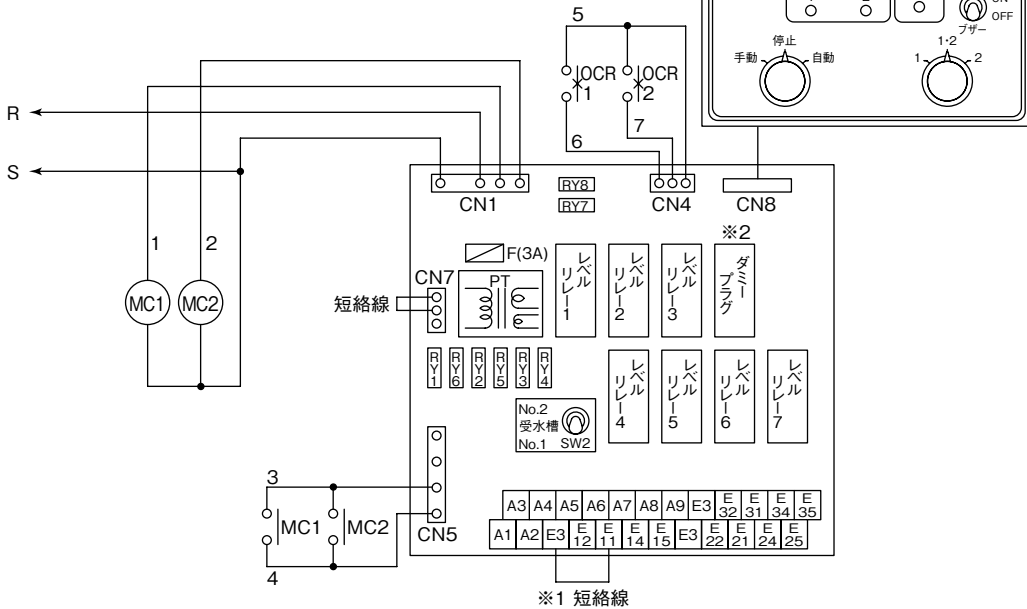 OFF
ブザー
停止
手動
自動
1・2
1
2
5
OCR
1
OCR
2
6
7
R
S
CN1
RY8
RY7
CN4
CN8
※2
1
2
MC1
MC2
F(3A)
CN7
PT
短絡線
レベルリレー1
レベルリレー2
レベルリレー3
ダミープラグ
RY1
RY6
RY2
RY5
RY3
RY4
No.2
受水槽
No.1 SW2
レベルリレー4
レベルリレー5
レベルリレー6
レベルリレー7
3
MC1
MC2
4
CN5
A3 A4 A5 A6 A7 A8 A9 E3 E32 E31 E34 E35
A1 A2 E3 E12 E11 E14 E15 E3 E22 E21 E24 E25
※1 短絡線